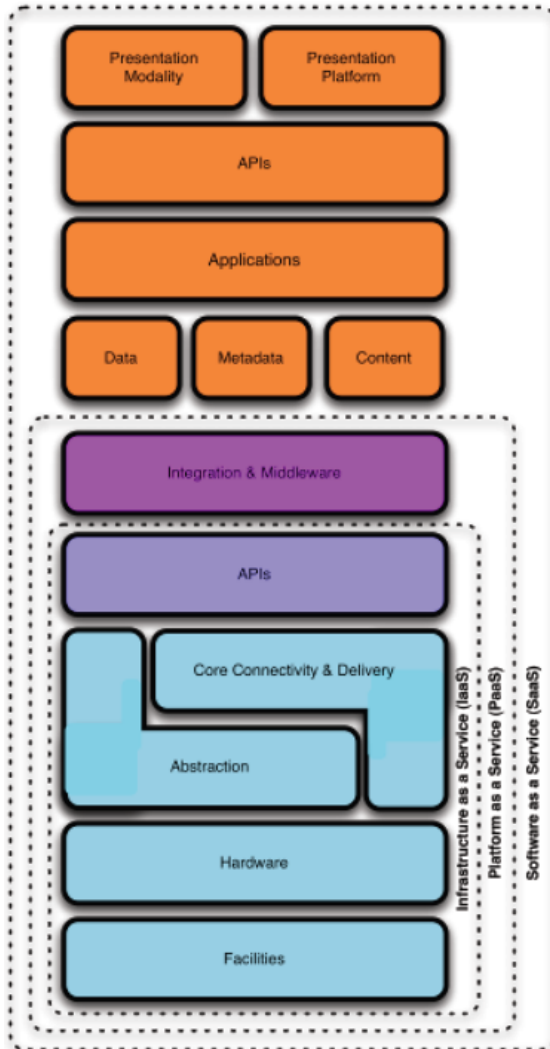 Presentation
Modality
Presentation
Platform
APIs
Applications
Data
Metadata
Content
Integration & Middleware
APIs
Core Connectivity & Delivery
Abstraction
Hardware
Facilities
Infrastructure as a Service (IaaS)
Platform as a Service (PaaS)
Software as a Service (SaaS)